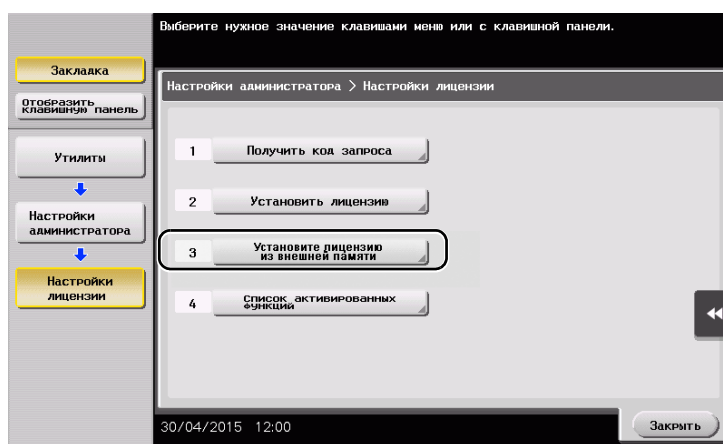 Выберите нужное значение клавишами меню или с клавишной панели.
Закладка
Отобразить
клавишную панель
Утилиты
Настройки
администратора
Настройки
лицензии
Настройки администратора > Настройки лицензии
1 Получить код запроса
2 Установить лицензию
3 Установите лицензию
из внешней памяти
4 Список активированных
функций
30/04/2015 12:00
Закрыть